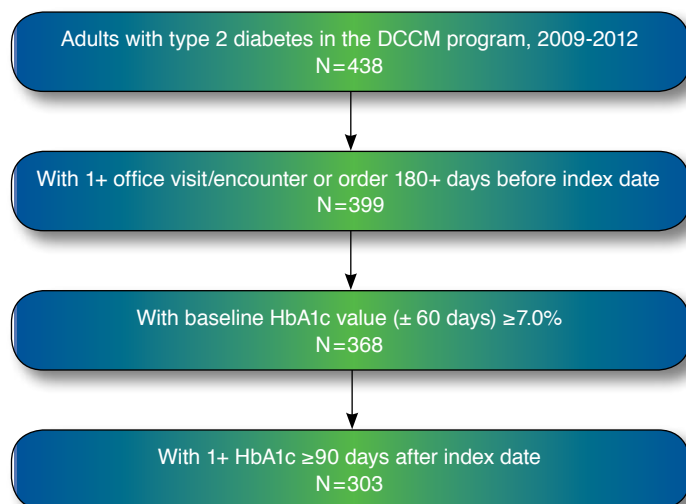 Adults with type 2 diabetes in the DCCM program, 2009-2012
N=438
With 1+ office visit/encounter or order 180+ days before index date
N=399
With baseline HbA1c value (± 60 days) ≥7.0%
N=368
With 1+ HbA1c ≥90 days after index date
N=303